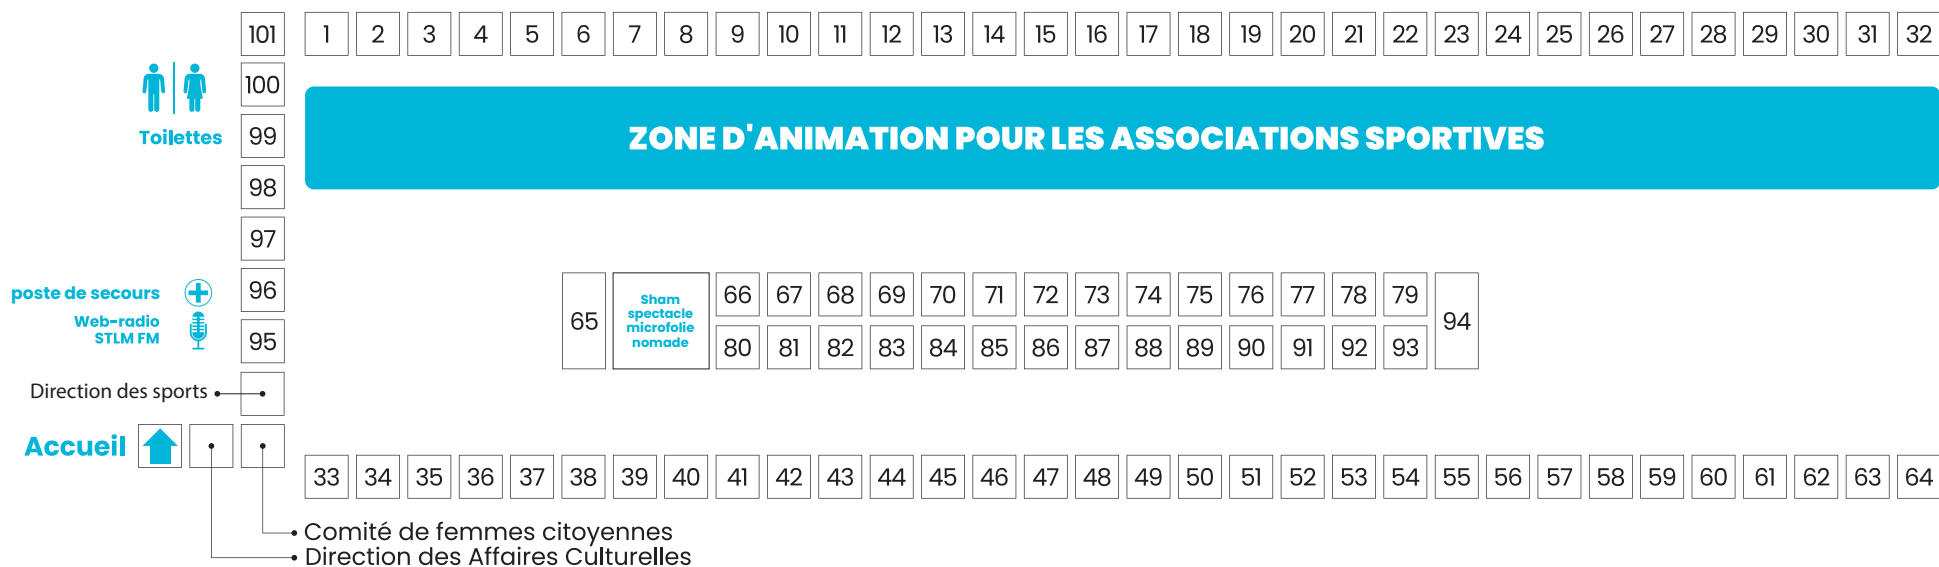 101 1 2 3 4 5 6 7 8 9 10 11 12 13 14 15 16 17 18 19 20 21 22 23 24 25 26 27 28 29 30 31 32
100
Toilettes
99
ZONE D'ANIMATION POUR LES ASSOCIATIONS SPORTIVES
98
97
poste de secours
96
Web-radio
STLM FM
95
65
Sham
spectacle
microfolie
nomade
66 67 68 69 70 71 72 73 74 75 76 77 78 79
80 81 82 83 84 85 86 87 88 89 90 91 92 93
94
Direction des sports
Accueil
33 34 35 36 37 38 39 40 41 42 43 44 45 46 47 48 49 50 51 52 53 54 55 56 57 58 59 60 61 62 63 64
Comité de femmes citoyennes
Direction des Affaires Culturelles